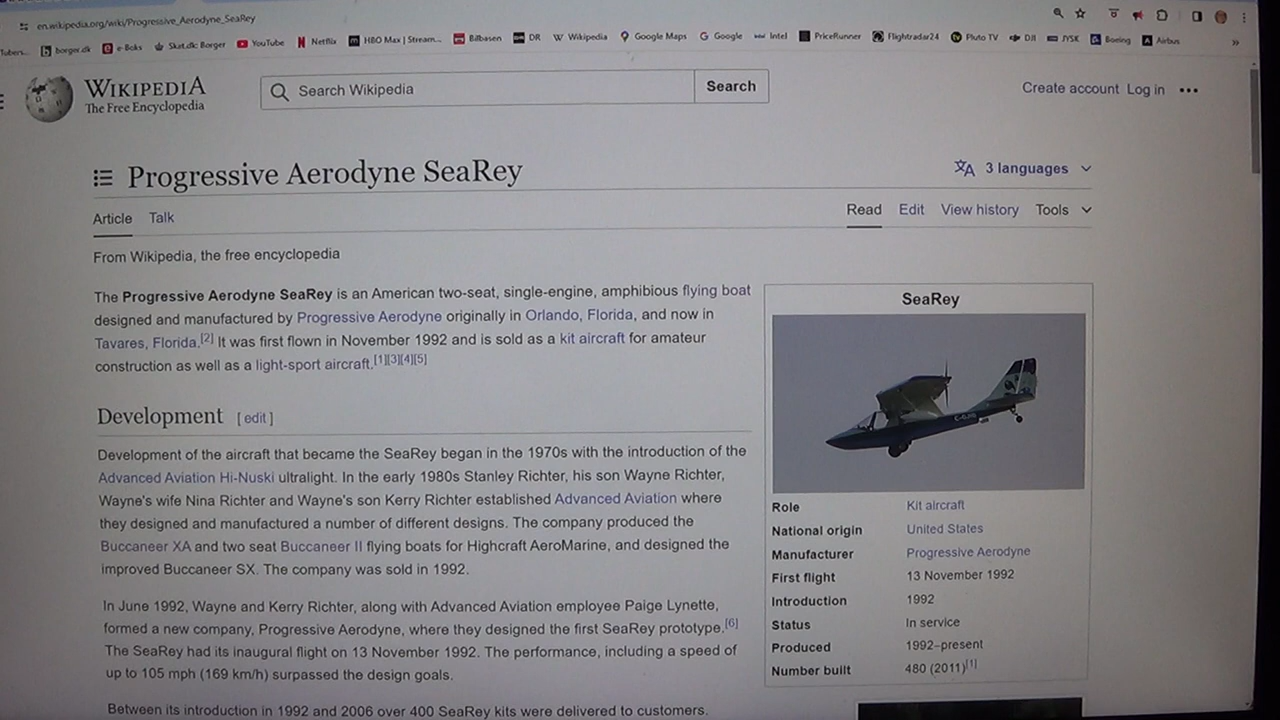 en.wikipedia.org/wiki/Progressive_Aerodyne_SeaRey
Tubers... borger.dk e-Boks Skat.dk: Borger YouTube Netflix HBO Max | Stream... Bilbasen DR Wikipedia Google Maps Google Intel PriceRunner Flightradar24 Pluto TV DJI JYSK Boeing Airbus »
WIKIPEDIA
The Free Encyclopedia
Search Wikipedia
Search
Create account Log in •••
Progressive Aerodyne SeaRey
3 languages
Article Talk
Read Edit View history Tools
From Wikipedia, the free encyclopedia
The Progressive Aerodyne SeaRey is an American two-seat, single-engine, amphibious flying boat
designed and manufactured by Progressive Aerodyne originally in Orlando, Florida, and now in
Tavares, Florida.[2] It was first flown in November 1992 and is sold as a kit aircraft for amateur
construction as well as a light-sport aircraft.[1][3][4][5]
Development [ edit ]
Development of the aircraft that became the SeaRey began in the 1970s with the introduction of the
Advanced Aviation Hi-Nuski ultralight. In the early 1980s Stanley Richter, his son Wayne Richter,
Wayne's wife Nina Richter and Wayne's son Kerry Richter established Advanced Aviation where
they designed and manufactured a number of different designs. The company produced the
Buccaneer XA and two seat Buccaneer II flying boats for Highcraft AeroMarine, and designed the
improved Buccaneer SX. The company was sold in 1992.
In June 1992, Wayne and Kerry Richter, along with Advanced Aviation employee Paige Lynette,
formed a new company, Progressive Aerodyne, where they designed the first SeaRey prototype.[6]
The SeaRey had its inaugural flight on 13 November 1992. The performance, including a speed of
up to 105 mph (169 km/h) surpassed the design goals.
Between its introduction in 1992 and 2006 over 400 SeaRey kits were delivered to customers.
SeaRey
Role Kit aircraft
National origin United States
Manufacturer Progressive Aerodyne
First flight 13 November 1992
Introduction 1992
Status In service
Produced 1992–present
Number built 480 (2011)[1]